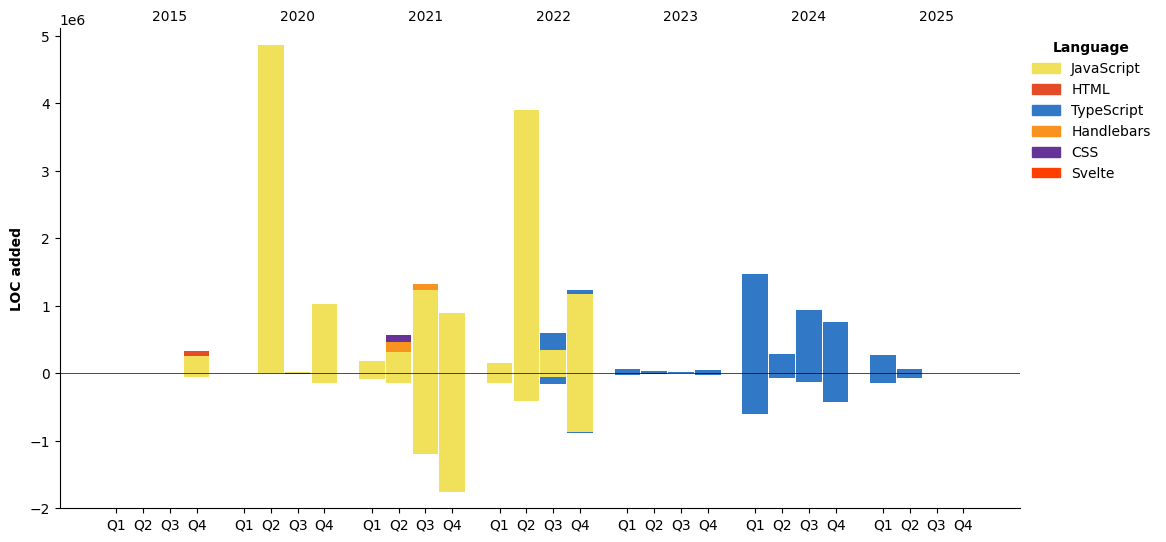 2015 2020 2021 2022 2023 2024 2025
1e6
Language
JavaScript
HTML
TypeScript
Handlebars
CSS
Svelte
LOC added
5
4
3
2
1
0
−1
−2
Q1 Q2 Q3 Q4 Q1 Q2 Q3 Q4 Q1 Q2 Q3 Q4 Q1 Q2 Q3 Q4 Q1 Q2 Q3 Q4 Q1 Q2 Q3 Q4 Q1 Q2 Q3 Q4